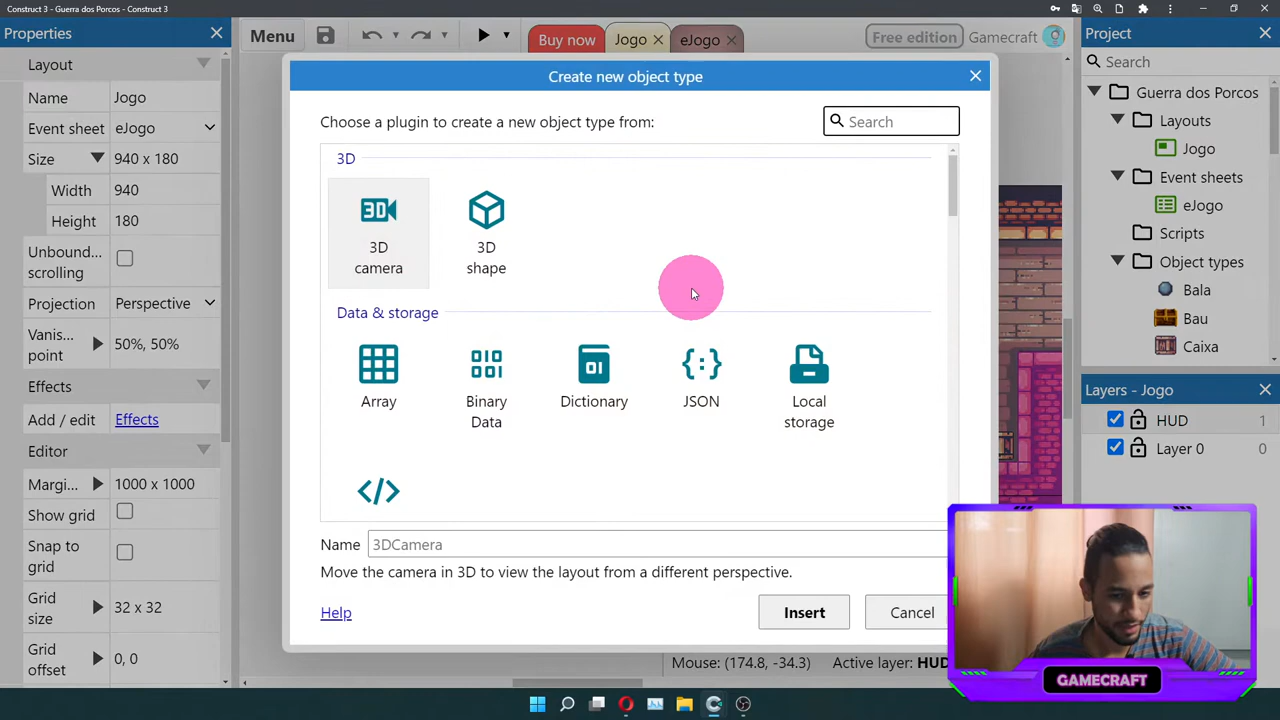 Construct 3 - Guerra dos Porcos - Construct 3
Properties
Layout
Name Jogo
Event sheet eJogo
Size 940 x 180
Width 940
Height 180
Unbound... scrolling
Projection Perspective
Vanis... point 50%, 50%
Effects
Add / edit Effects
Editor
Margi... 1000 x 1000
Show grid
Snap to grid
Grid size 32 x 32
Grid offset 0, 0
Menu
Buy now
Jogo
eJogo
Free edition
Gamecraft
Create new object type
Choose a plugin to create a new object type from:
Search
3D
3D camera
3D shape
Data & storage
Array
Binary Data
Dictionary
JSON
Local storage
Name 3DCamera
Move the camera in 3D to view the layout from a different perspective.
Help
Insert
Cancel
Mouse: (174.8, -34.3)
Active layer: HUD
Project
Search
Guerra dos Porcos
Layouts
Jogo
Event sheets
eJogo
Scripts
Object types
Bala
Bau
Caixa
Layers - Jogo
HUD 1
Layer 0 0
GAMECRAFT